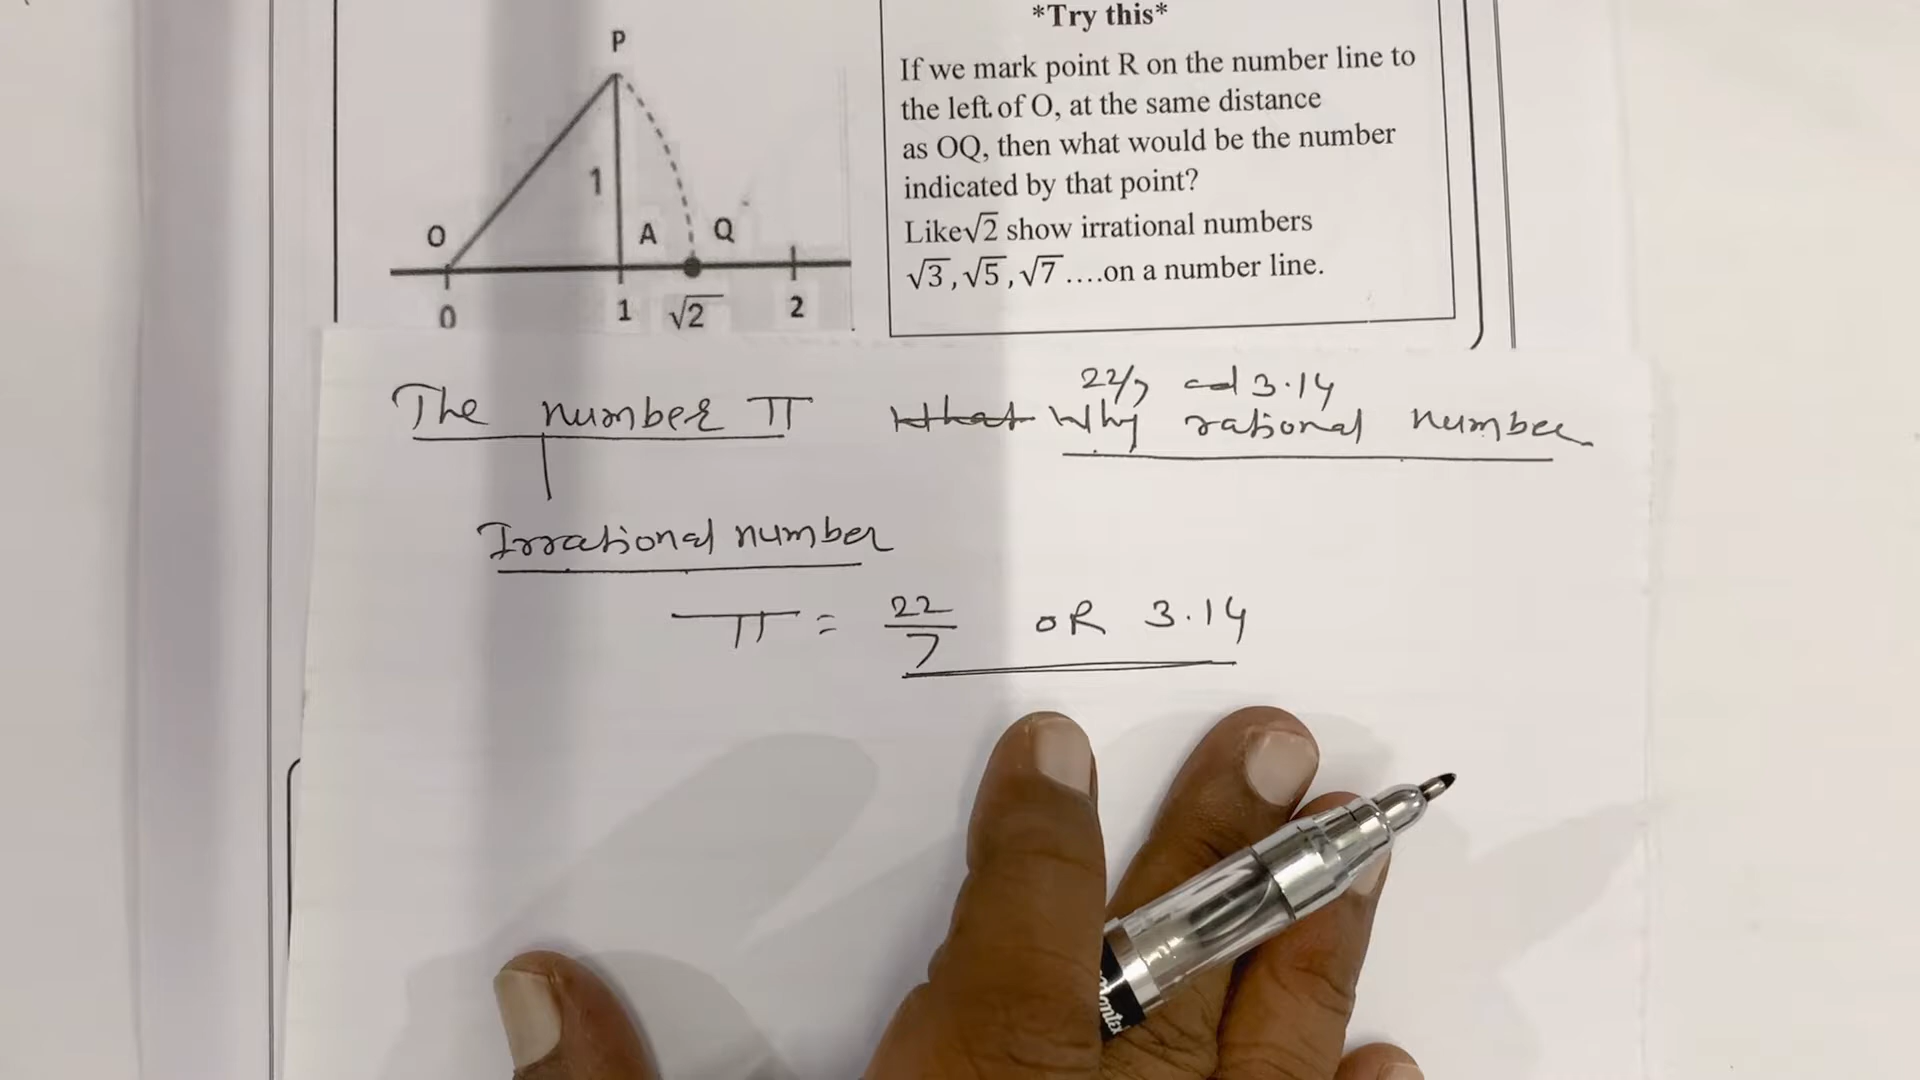 P
1
O
A
Q
0
1
√2
2
*Try this*
If we mark point R on the number line to
the left of O, at the same distance
as OQ, then what would be the number
indicated by that point?
Like√2 show irrational numbers
√3, √5, √7....on a number line.
22/7 and 3.14
The number π
that Why rational number
Irrational number
π = 22/7 OR 3.14